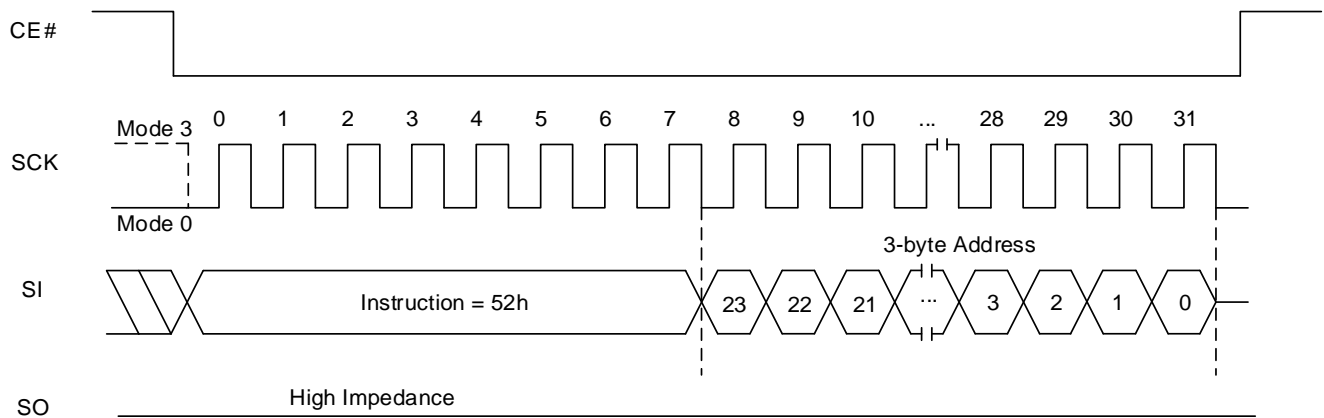 CE#
0 1 2 3 4 5 6 7 8 9 10 ... 28 29 30 31
Mode 3
SCK
Mode 0
3-byte Address
SI
Instruction = 52h 23 22 21 ... 3 2 1 0
High Impedance
SO